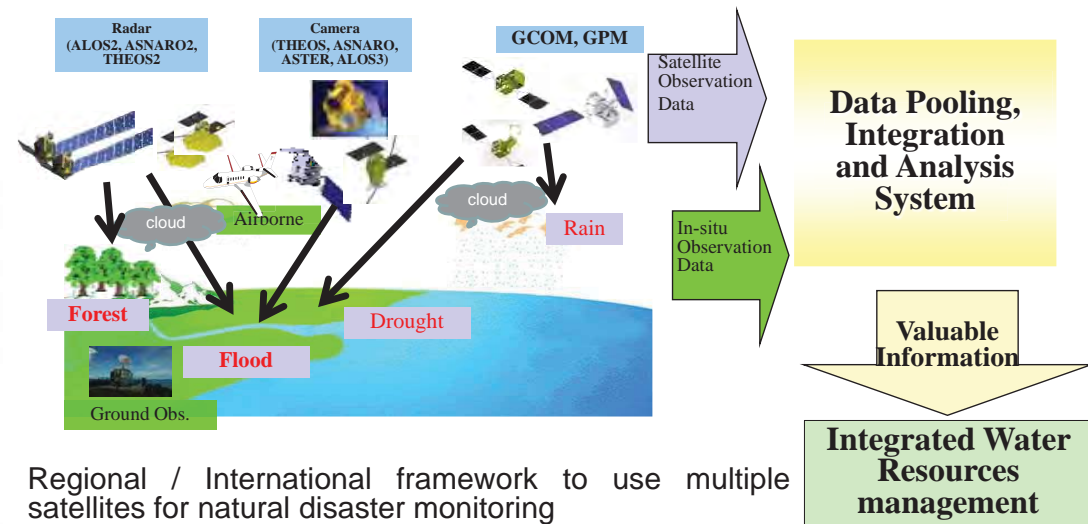 Radar
(ALOS2, ASNARO2,
THEOS2)
Camera
(THEOS, ASNARO,
ASTER, ALOS3)
GCOM, GPM
Satellite
Observation
Data
Data Pooling,
Integration
and Analysis
System
cloud
Airborne
cloud
Rain
In-situ
Observation
Data
Forest
Drought
Flood
Ground Obs.
Valuable
Information
Integrated Water
Resources
management
Regional / International framework to use multiple
satellites for natural disaster monitoring